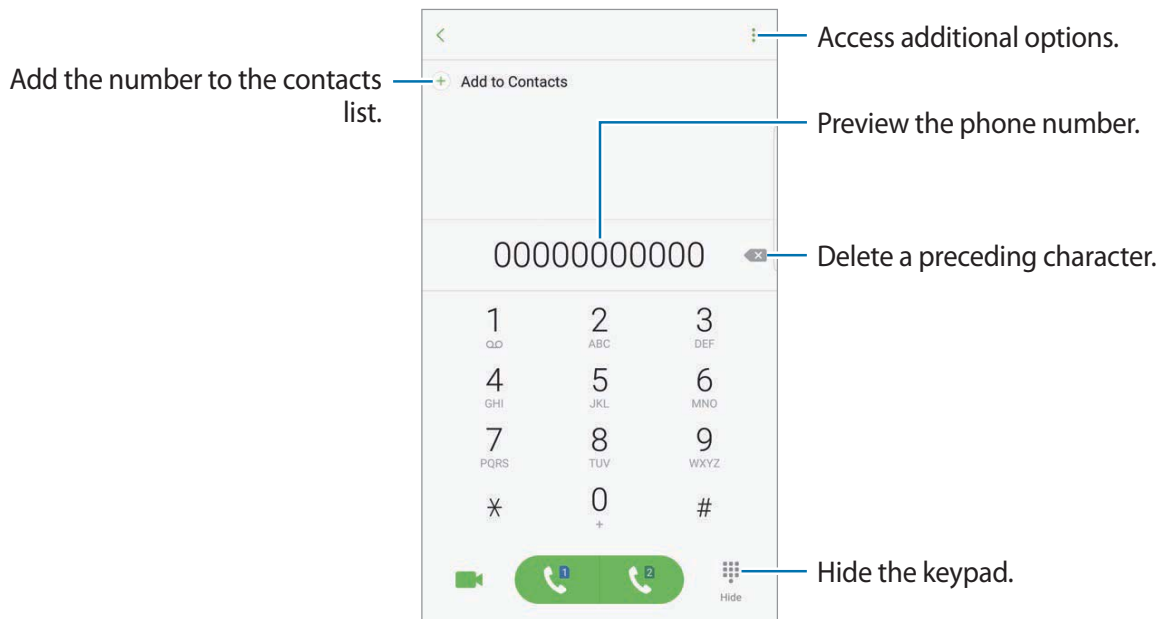 Access additional options.
Add the number to the contacts
list.
Add to Contacts
Preview the phone number.
00000000000
Delete a preceding character.
1 2 3
ABC DEF
4 5 6
GHI JKL MNO
7 8 9
PQRS TUV WXYZ
* 0 #
+
1 2
Hide
Hide the keypad.